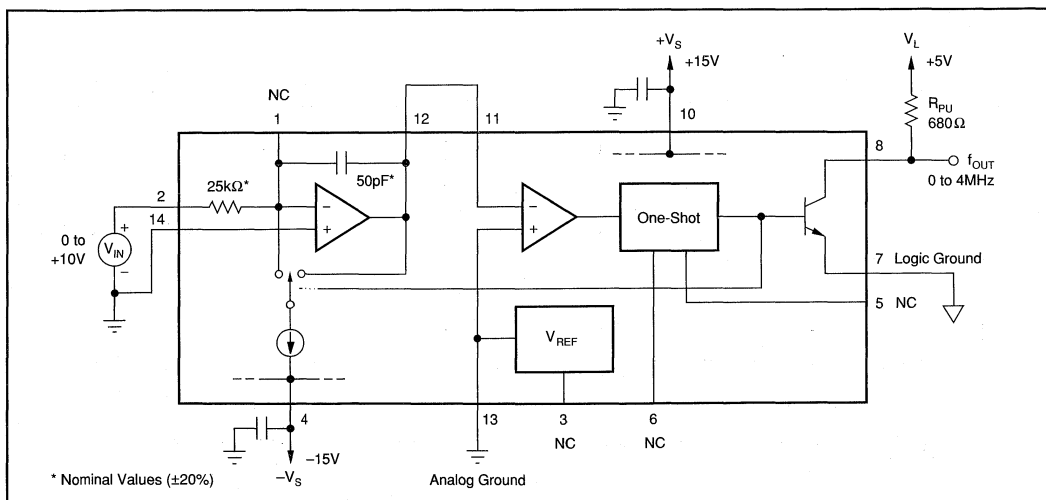 +V_S
+15V
V_L
+5V
NC
1
12
11
10
R_PU
680Ω
8
f_OUT
0 to 4MHz
2
25kΩ*
50pF*
−
+
−
+
One-Shot
14
0 to
+10V
V_IN
+
−
7
Logic Ground
5
NC
V_REF
4
13
3
6
NC
NC
−15V
−V_S
* Nominal Values (±20%)
Analog Ground